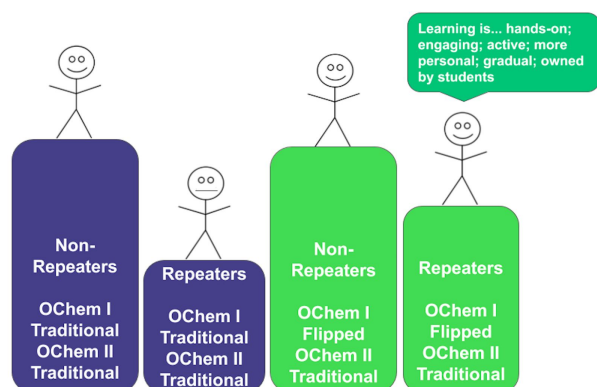 Learning is... hands-on;
engaging; active; more
personal; gradual; owned
by students
Non-
Repeaters
OChem I
Traditional
OChem II
Traditional
Repeaters
OChem I
Traditional
OChem II
Traditional
Non-
Repeaters
OChem I
Flipped
OChem II
Traditional
Repeaters
OChem I
Flipped
OChem II
Traditional